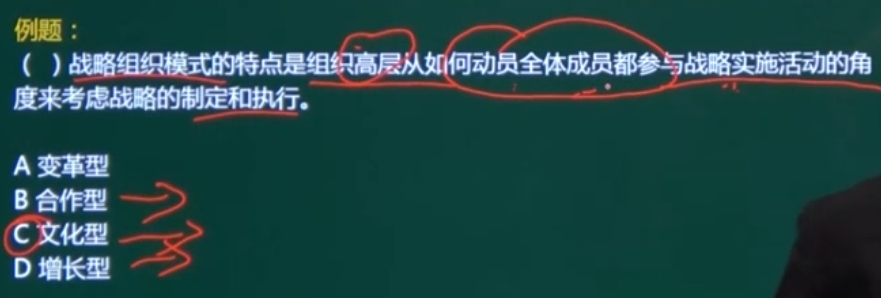 例题：
（ ）战略组织模式的特点是组织高层从如何动员全体成员都参与战略实施活动的角
度来考虑战略的制定和执行。
A 变革型
B 合作型
C 文化型
D 增长型